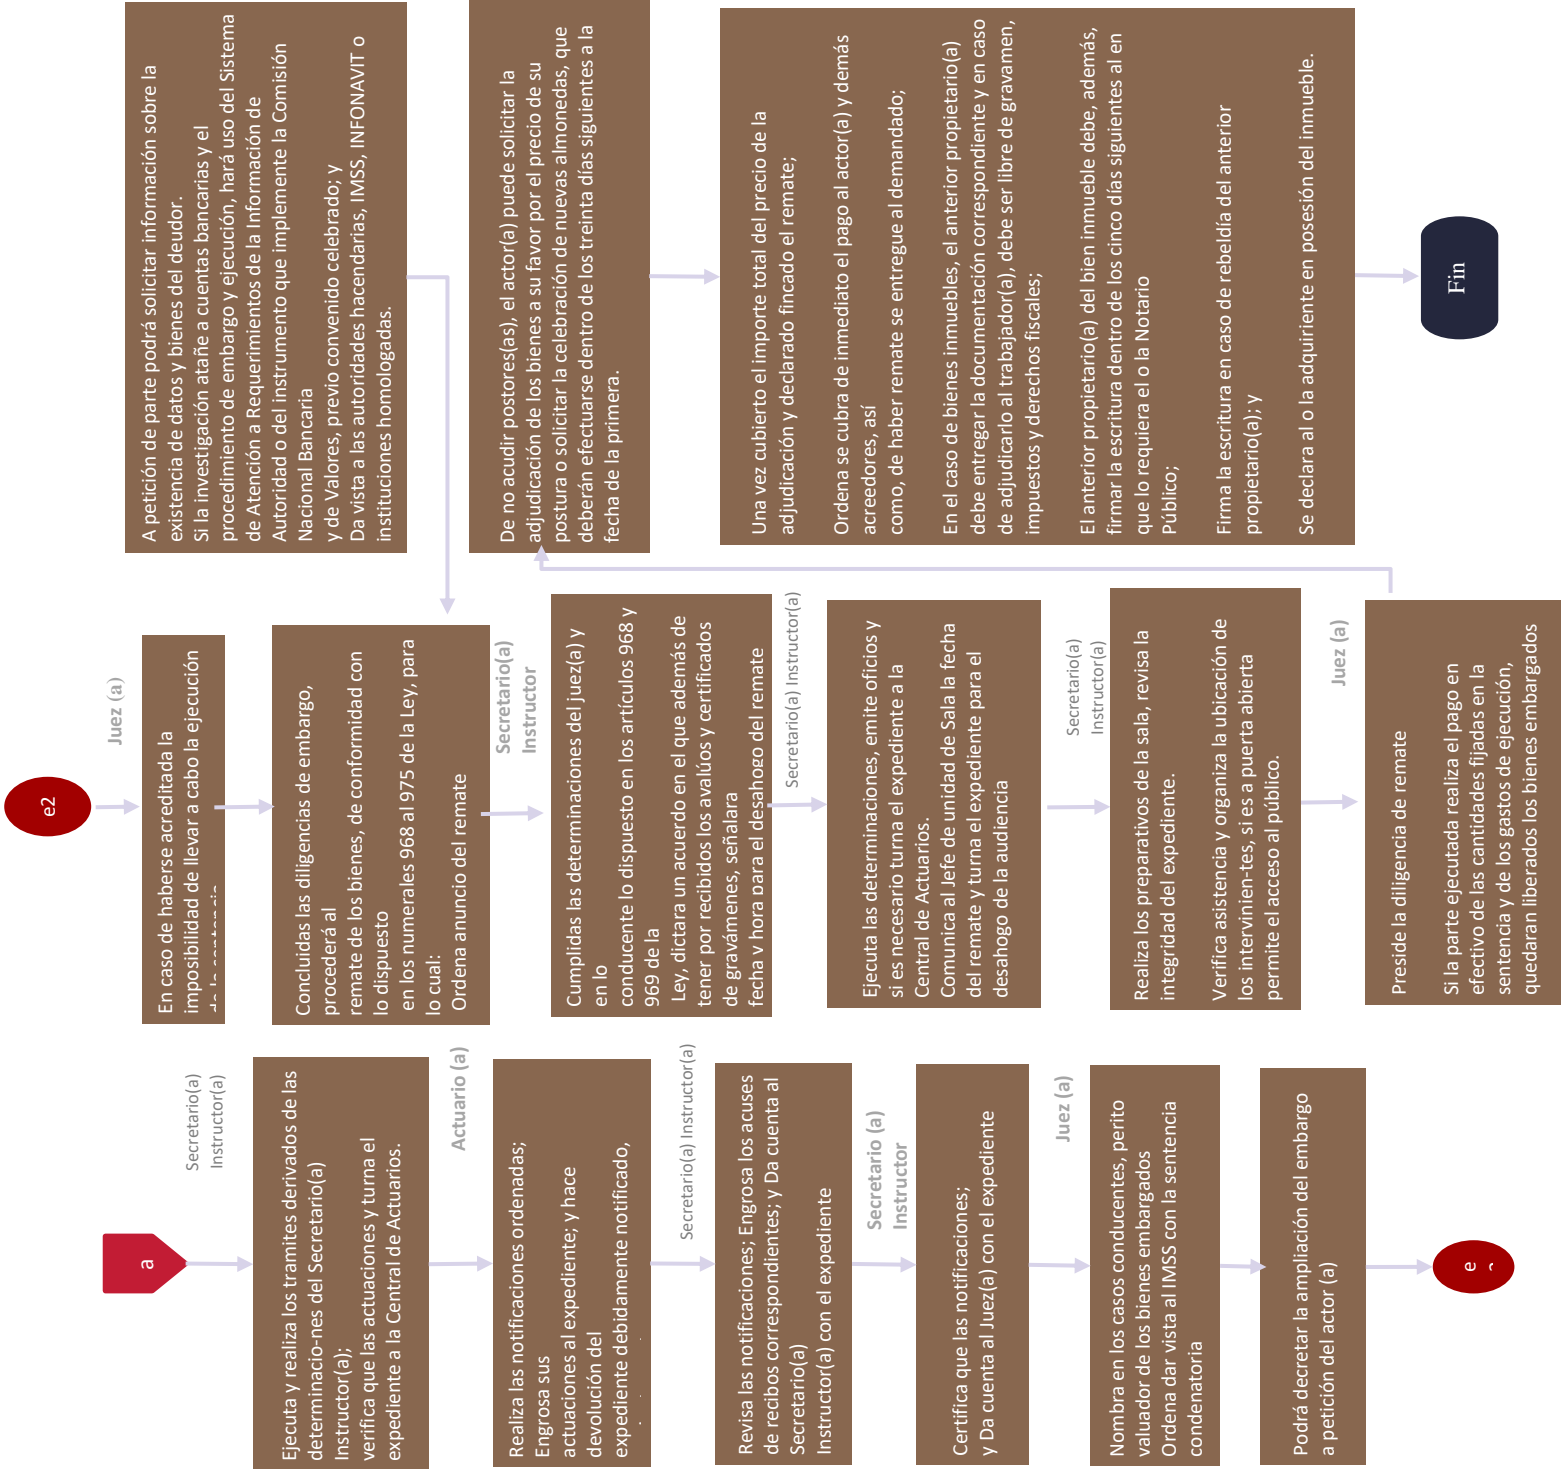 a
Secretario(a)
Instructor(a)
Ejecuta y realiza los tramites derivados de las
determinacio-nes del Secretario(a)
Instructor(a);
verifica que las actuaciones y turna el
expediente a la Central de Actuarios.
Actuario (a)
Realiza las notificaciones ordenadas;
Engrosa sus
actuaciones al expediente; y hace
devolución del
expediente debidamente notificado,
Secretario(a) Instructor(a)
Revisa las notificaciones; Engrosa los acuses
de recibos correspondientes; y Da cuenta al
Secretario(a)
Instructor(a) con el expediente
Secretario (a)
Instructor
Certifica que las notificaciones;
y Da cuenta al Juez(a) con el expediente
Juez (a)
Nombra en los casos conducentes, perito
valuador de los bienes embargados
Ordena dar vista al IMSS con la sentencia
condenatoria
Podrá decretar la ampliación del embargo
a petición del actor (a)
e
e2
Juez (a)
En caso de haberse acreditada la
imposibilidad de llevar a cabo la ejecución
Concluidas las diligencias de embargo,
procederá al
remate de los bienes, de conformidad con
lo dispuesto
en los numerales 968 al 975 de la Ley, para
lo cual:
Ordena anuncio del remate
Secretario(a)
Instructor
Cumplidas las determinaciones del juez(a) y
en lo
conducente lo dispuesto en los artículos 968 y
969 de la
Ley, dictara un acuerdo en el que además de
tener por recibidos los avalúos y certificados
de gravámenes, señalara
fecha y hora para el desahogo del remate
Secretario(a) Instructor(a)
Ejecuta las determinaciones, emite oficios y
si es necesario turna el expediente a la
Central de Actuarios.
Comunica al Jefe de unidad de Sala la fecha
del remate y turna el expediente para el
desahogo de la audiencia
Secretario(a)
Instructor(a)
Realiza los preparativos de la sala, revisa la
integridad del expediente.
Verifica asistencia y organiza la ubicación de
los intervinien-tes, si es a puerta abierta
permite el acceso al público.
Juez (a)
Preside la diligencia de remate
Si la parte ejecutada realiza el pago en
efectivo de las cantidades fijadas en la
sentencia y de los gastos de ejecución,
quedaran liberados los bienes embargados
A petición de parte podrá solicitar información sobre la
existencia de datos y bienes del deudor.
Si la investigación atañe a cuentas bancarias y el
procedimiento de embargo y ejecución, hará uso del Sistema
de Atención a Requerimientos de la Información de
Autoridad o del instrumento que implemente la Comisión
Nacional Bancaria
y de Valores, previo convenido celebrado; y
Da vista a las autoridades hacendarias, IMSS, INFONAVIT o
instituciones homologadas.
De no acudir postores(as), el actor(a) puede solicitar la
adjudicación de los bienes a su favor por el precio de su
postura o solicitar la celebración de nuevas almonedas, que
deberán efectuarse dentro de los treinta días siguientes a la
fecha de la primera.
Una vez cubierto el importe total del precio de la
adjudicación y declarado fincado el remate;
Ordena se cubra de inmediato el pago al actor(a) y demás
acreedores, así
como, de haber remate se entregue al demandado;
En el caso de bienes inmuebles, el anterior propietario(a)
debe entregar la documentación correspondiente y en caso
de adjudicarlo al trabajador(a), debe ser libre de gravamen,
impuestos y derechos fiscales;
El anterior propietario(a) del bien inmueble debe, además,
firmar la escritura dentro de los cinco días siguientes al en
que lo requiera el o la Notario
Público;
Firma la escritura en caso de rebeldía del anterior
propietario(a); y
Se declara al o la adquiriente en posesión del inmueble.
Fin